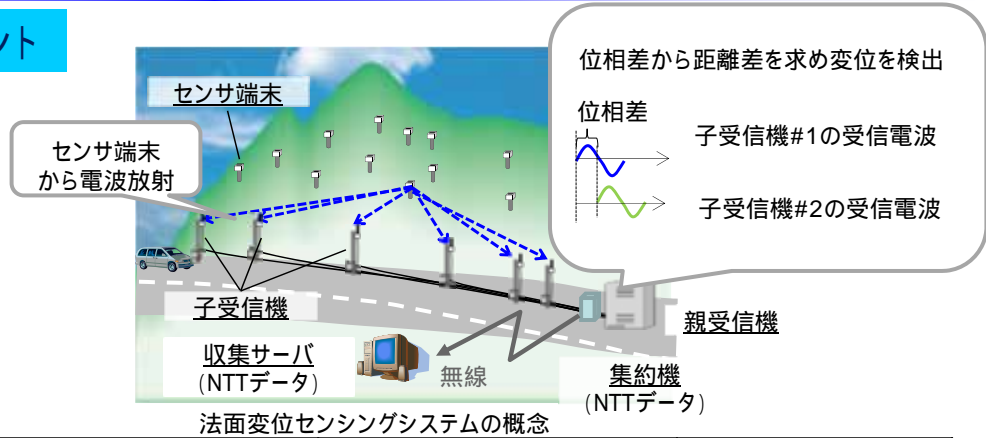 ント
位相差から距離差を求め変位を検出
位相差
子受信機#1の受信電波
子受信機#2の受信電波
センサ端末
センサ端末
から電波放射
子受信機
親受信機
収集サーバ
(NTTデータ)
無線
集約機
(NTTデータ)
法面変位センシングシステムの概念